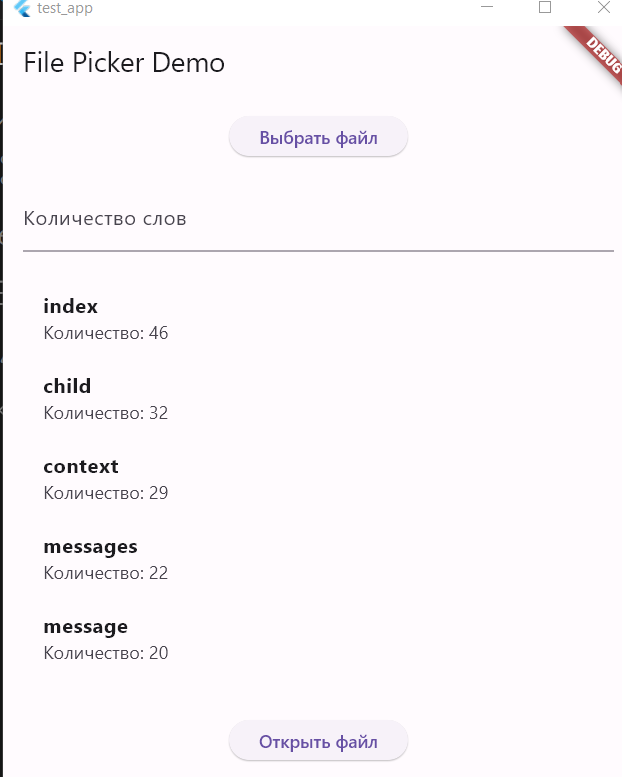 test_app
DEBUG
File Picker Demo
Выбрать файл
Количество слов
index
Количество: 46
child
Количество: 32
context
Количество: 29
messages
Количество: 22
message
Количество: 20
Открыть файл